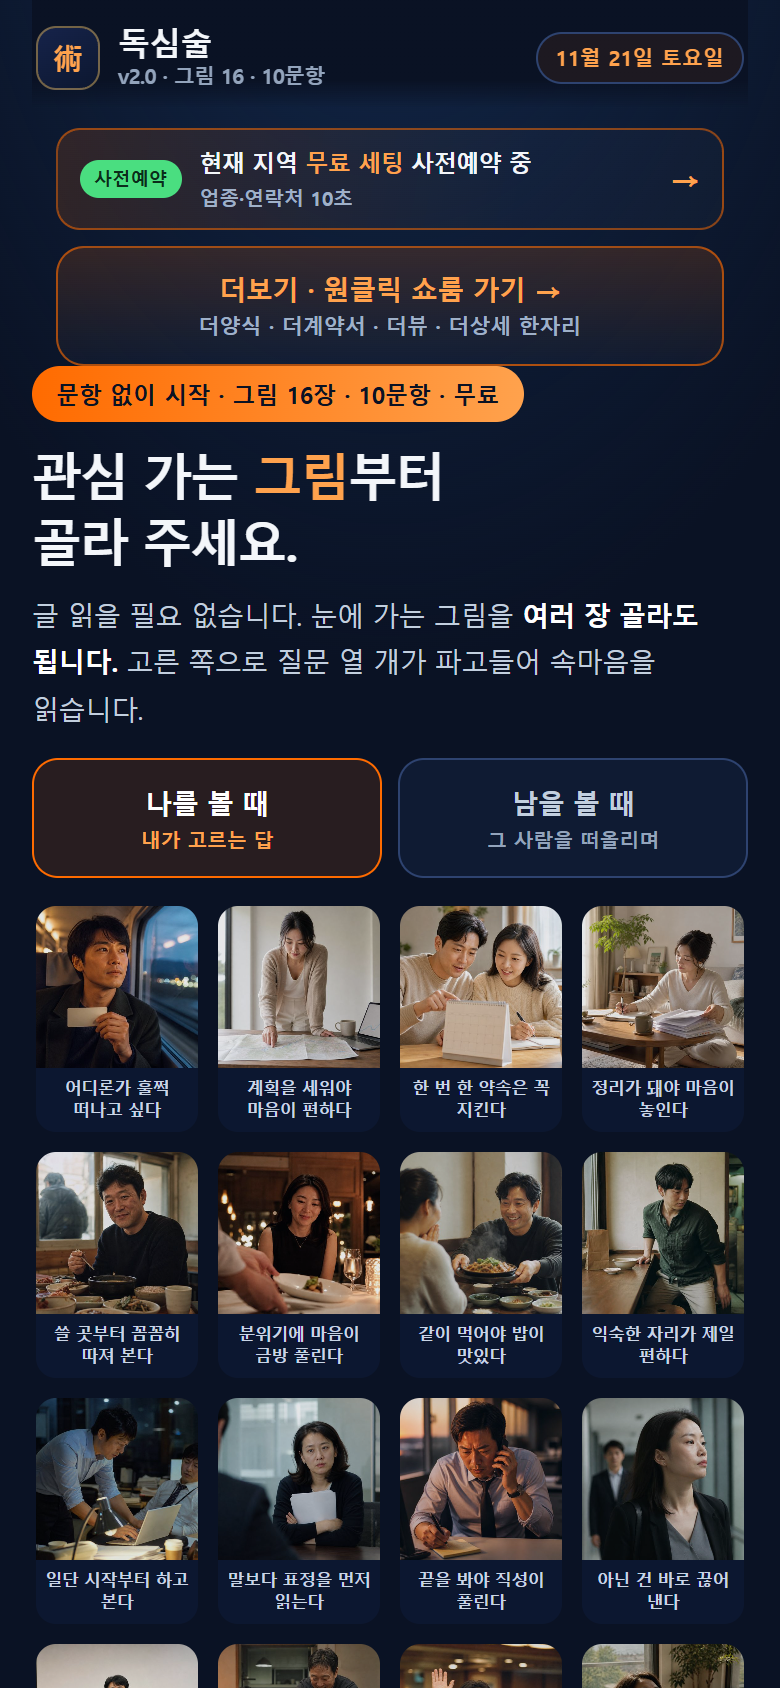 術
독심술
v2.0 · 그림 16 · 10문항
11월 21일 토요일
사전예약
현재 지역 무료 세팅 사전예약 중
업종·연락처 10초
→
더보기 · 원클릭 쇼룸 가기 →
더양식 · 더계약서 · 더뷰 · 더상세 한자리
문항 없이 시작 · 그림 16장 · 10문항 · 무료
관심 가는 그림부터
골라 주세요.
글 읽을 필요 없습니다. 눈에 가는 그림을 여러 장 골라도
됩니다. 고른 쪽으로 질문 열 개가 파고들어 속마음을
읽습니다.
나를 볼 때
내가 고르는 답
남을 볼 때
그 사람을 떠올리며
어디론가 훌쩍
떠나고 싶다
계획을 세워야
마음이 편하다
한 번 한 약속은 꼭
지킨다
정리가 돼야 마음이
놓인다
쓸 곳부터 꼼꼼히
따져 본다
분위기에 마음이
금방 풀린다
같이 먹어야 밥이
맛있다
익숙한 자리가 제일
편하다
일단 시작부터 하고
본다
말보다 표정을 먼저
읽는다
끝을 봐야 직성이
풀린다
아닌 건 바로 끊어
낸다